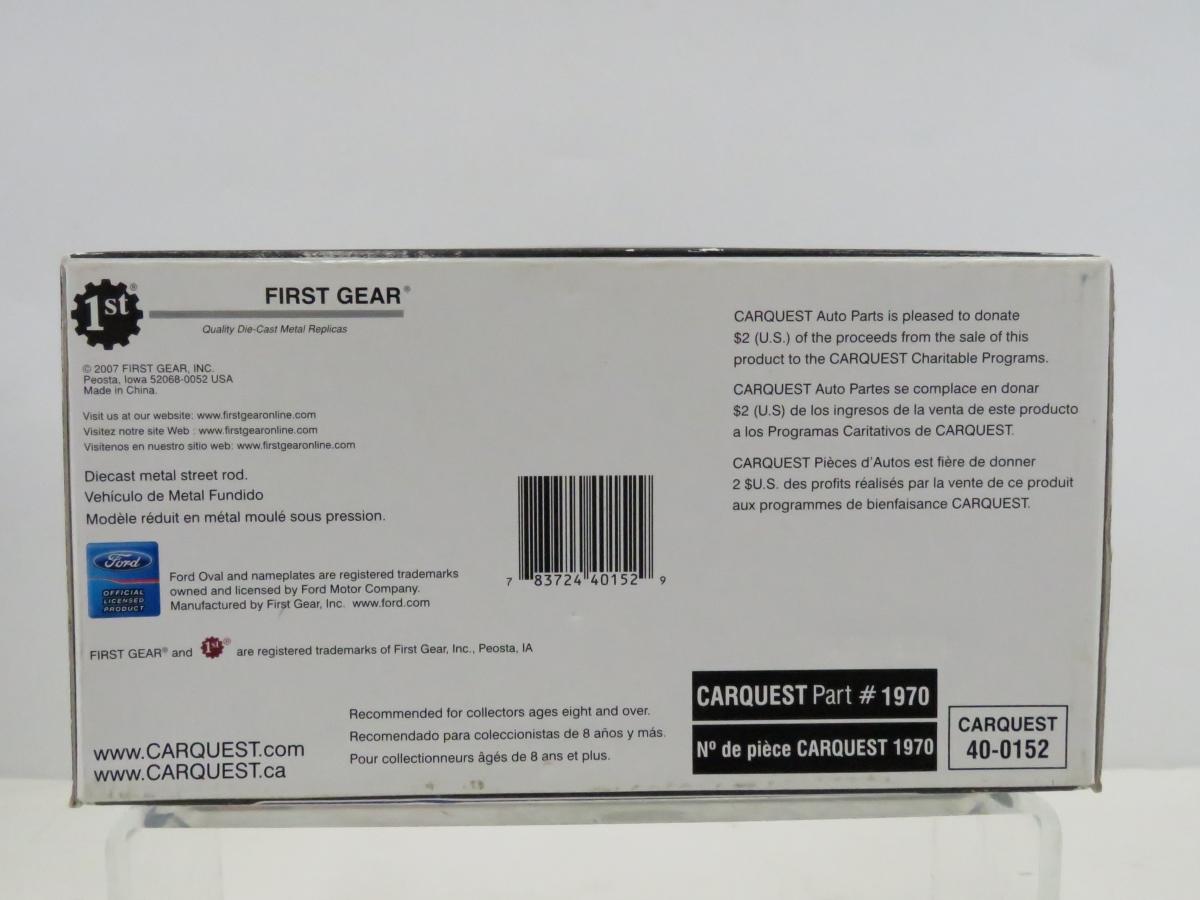 1st®
FIRST GEAR®
Quality Die-Cast Metal Replicas
© 2007 FIRST GEAR, INC.
Peosta, Iowa 52068-0052 USA
Made in China.
Visit us at our website: www.firstgearonline.com
Visitez notre site Web : www.firstgearonline.com
Visítenos en nuestro sitio web: www.firstgearonline.com
Diecast metal street rod.
Vehículo de Metal Fundido
Modèle réduit en métal moulé sous pression.
Ford
OFFICIAL
LICENSED
PRODUCT
Ford Oval and nameplates are registered trademarks
owned and licensed by Ford Motor Company.
Manufactured by First Gear, Inc. www.ford.com
FIRST GEAR® and 1st® are registered trademarks of First Gear, Inc., Peosta, IA
7 83724 40152 9
CARQUEST Auto Parts is pleased to donate
$2 (U.S.) of the proceeds from the sale of this
product to the CARQUEST Charitable Programs.
CARQUEST Auto Partes se complace en donar
$2 (U.S) de los ingresos de la venta de este producto
a los Programas Caritativos de CARQUEST.
CARQUEST Pièces d'Autos est fière de donner
2 $U.S. des profits réalisés par la vente de ce produit
aux programmes de bienfaisance CARQUEST.
www.CARQUEST.com
www.CARQUEST.ca
Recommended for collectors ages eight and over.
Recomendado para coleccionistas de 8 años y más.
Pour collectionneurs âgés de 8 ans et plus.
CARQUEST Part # 1970
Nº de pièce CARQUEST 1970
CARQUEST
40-0152